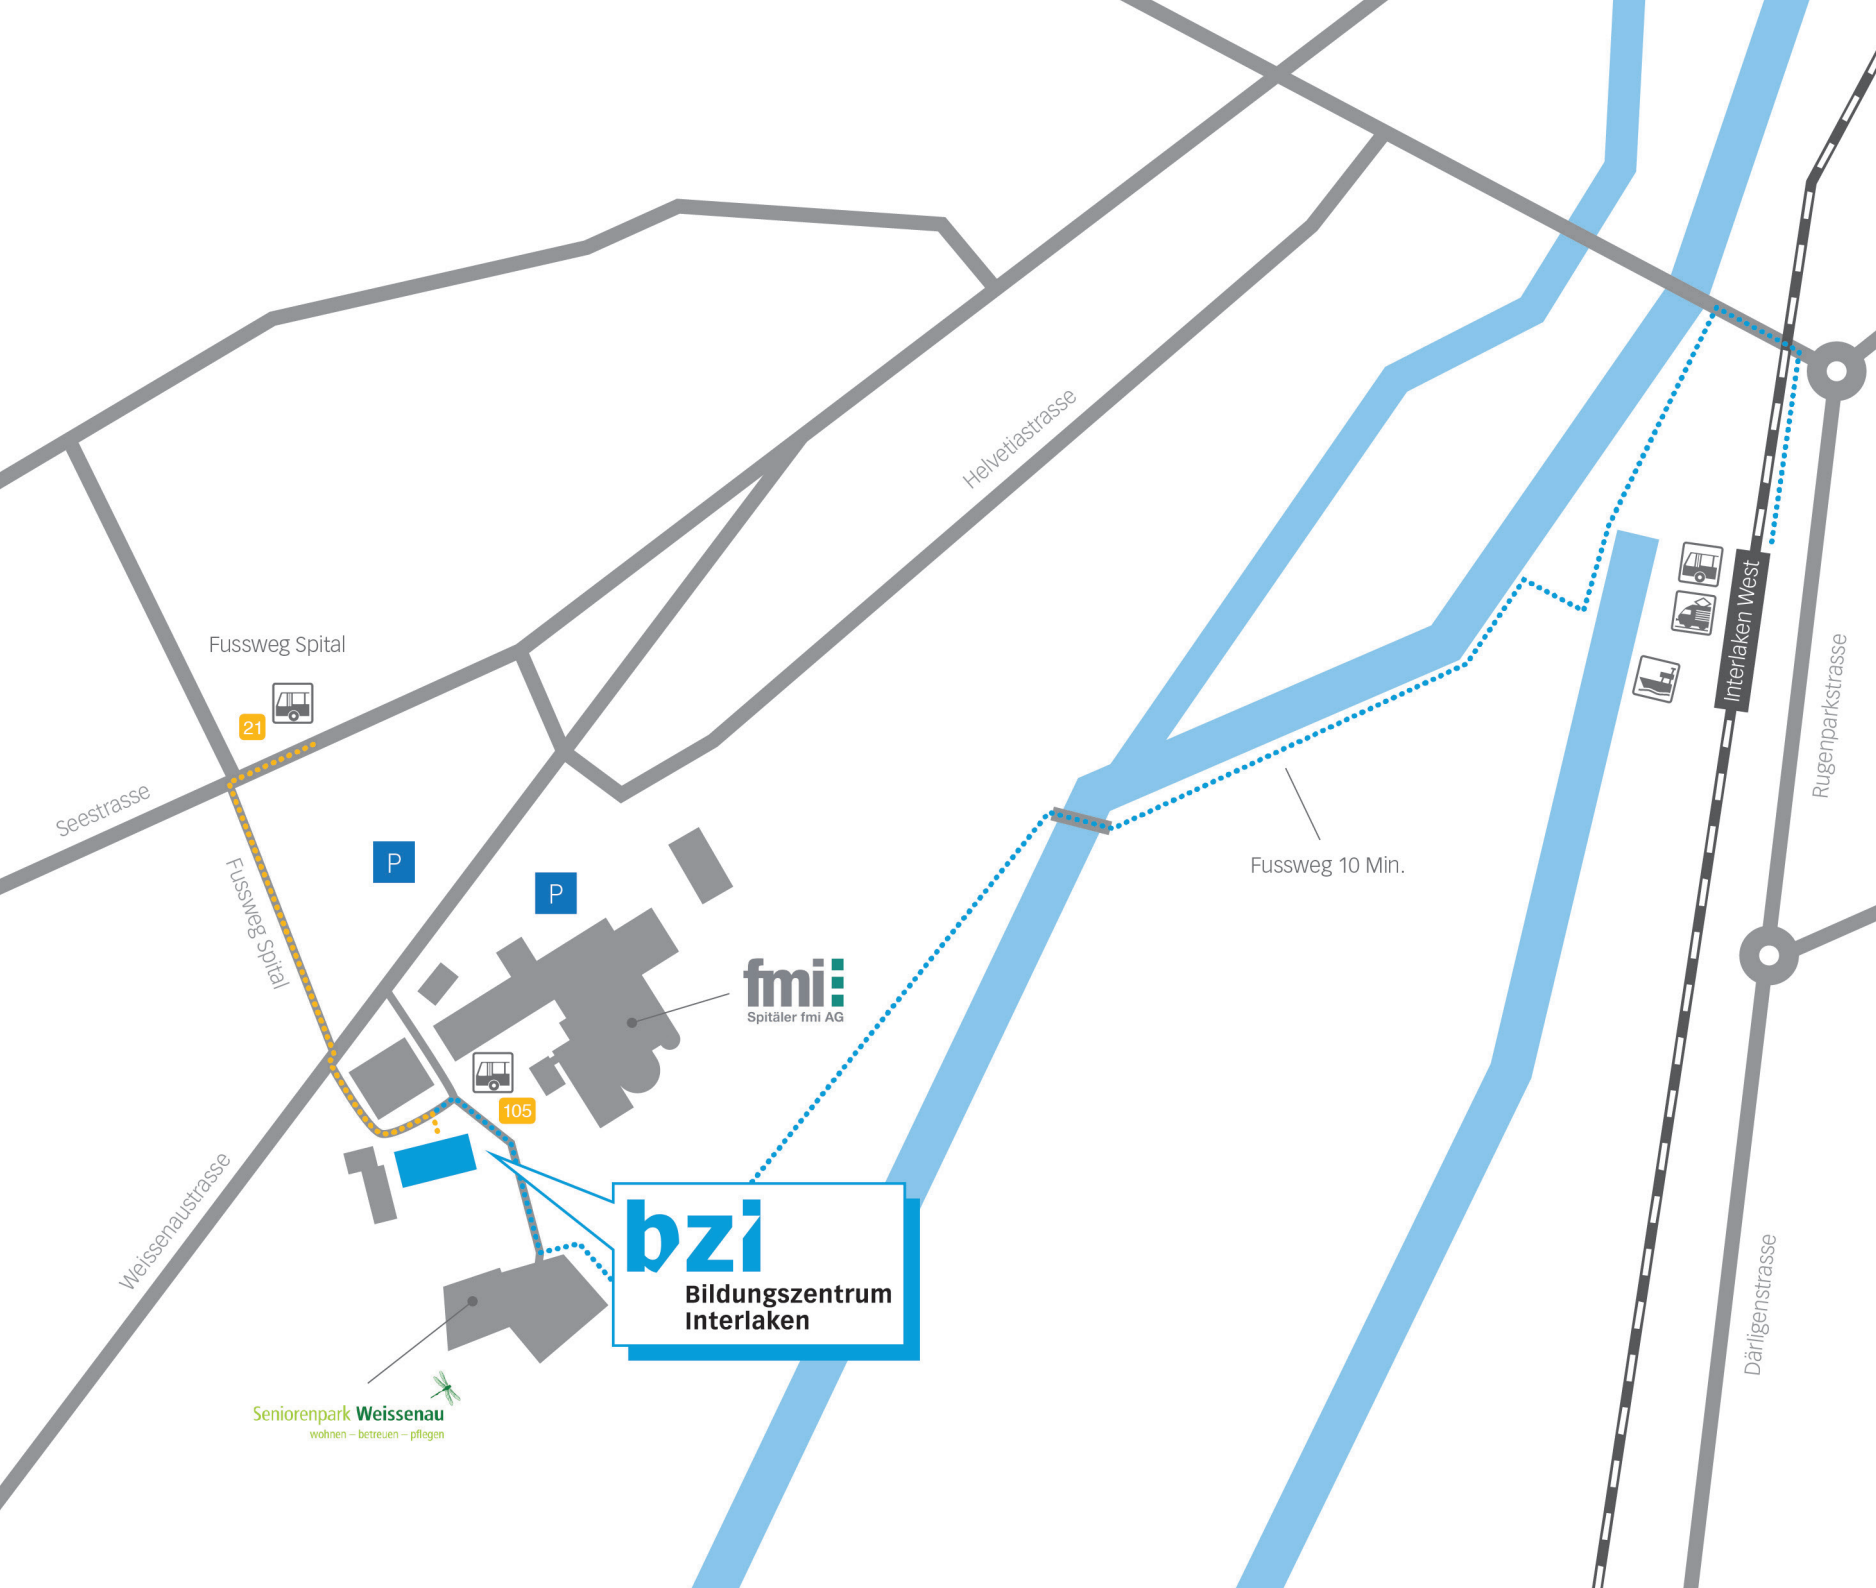 Helvetiastrasse
Fussweg Spital
21
Interlaken West
Seestrasse
Rugenparkstrasse
P
P
Fussweg Spital
Fussweg 10 Min.
fmi
Spitäler fmi AG
105
Weissenaustrasse
bzi
Bildungszentrum
Interlaken
Därligenstrasse
Seniorenpark Weissenau
wohnen – betreuen – pflegen